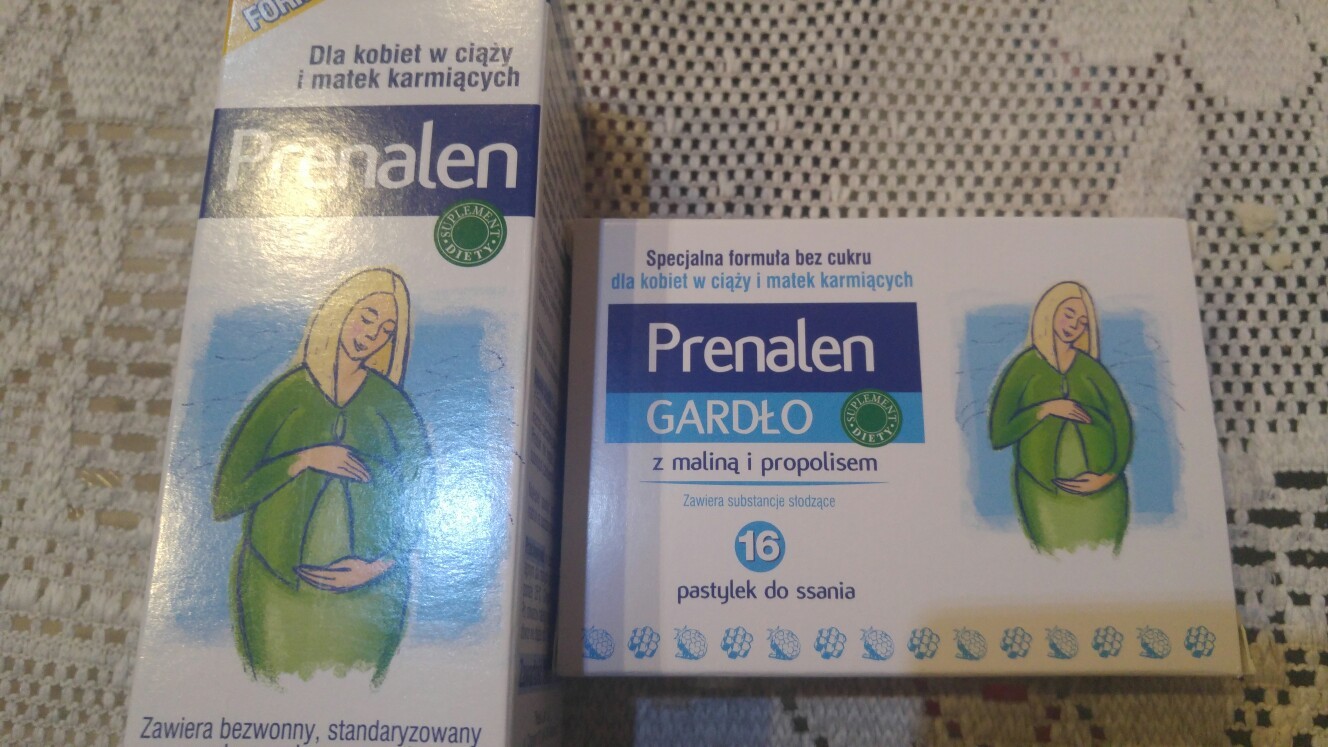 Dla kobiet w ciąży
i matek karmiących
Prenalen
SUPLEMENT DIETY
Zawiera bezwonny, standaryzowany
Specjalna formuła bez cukru
dla kobiet w ciąży i matek karmiących
Prenalen
GARDŁO
SUPLEMENT DIETY
z maliną i propolisem
Zawiera substancje słodzące
16
pastylek do ssania